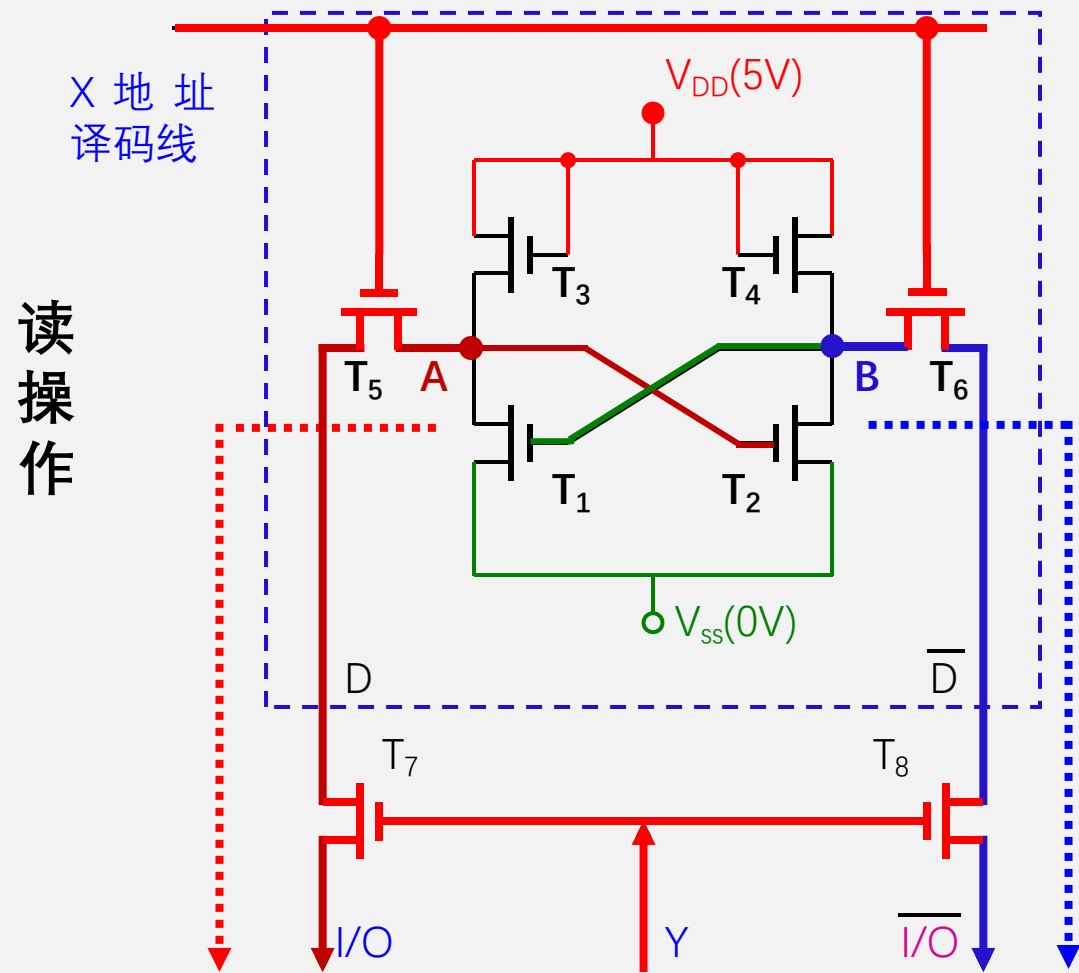 V_DD(5V)
X 地 址
译码线
读
操
作
T₃
T₄
T₅
A
B
T₆
T₁
T₂
V_SS(0V)
D
D̅
T₇
T₈
I/O
Y
I̅/̅O̅